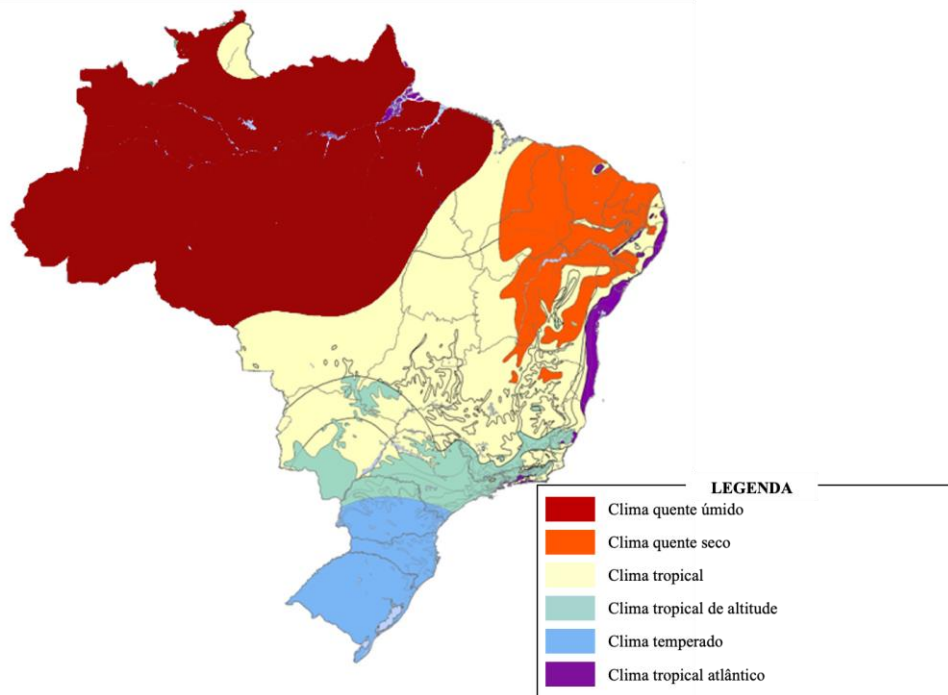 LEGENDA
Clima quente úmido
Clima quente seco
Clima tropical
Clima tropical de altitude
Clima temperado
Clima tropical atlântico